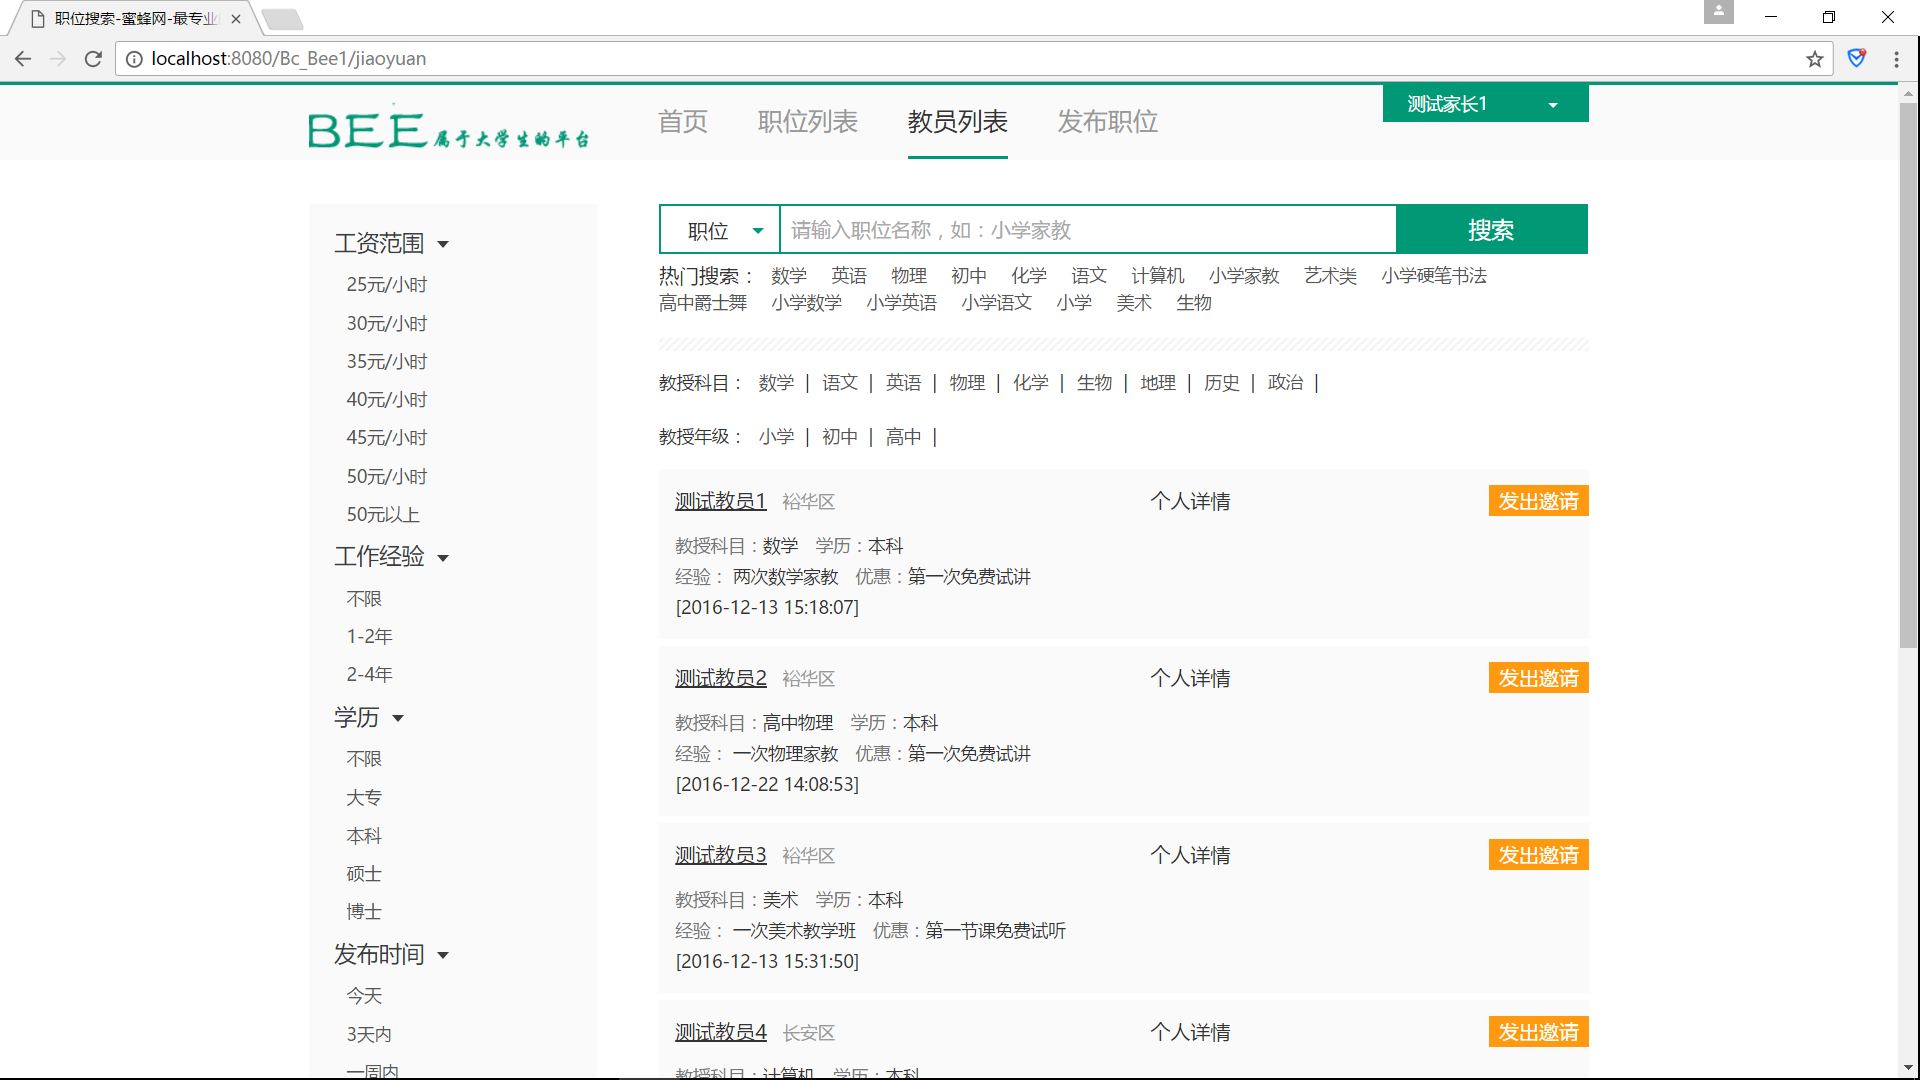 职位搜索-蜜蜂网-最专业
localhost:8080/Bc_Bee1/jiaoyuan
BEE 属于大学生的平台
首页 职位列表 教员列表 发布职位
测试家长1
职位 请输入职位名称，如：小学家教 搜索
热门搜索： 数学 英语 物理 初中 化学 语文 计算机 小学家教 艺术类 小学硬笔书法
高中爵士舞 小学数学 小学英语 小学语文 小学 美术 生物
教授科目： 数学 | 语文 | 英语 | 物理 | 化学 | 生物 | 地理 | 历史 | 政治 |
教授年级： 小学 | 初中 | 高中 |
工资范围
25元/小时
30元/小时
35元/小时
40元/小时
45元/小时
50元/小时
50元以上
工作经验
不限
1-2年
2-4年
学历
不限
大专
本科
硕士
博士
发布时间
今天
3天内
一周内
测试教员1 裕华区 个人详情 发出邀请
教授科目：数学 学历：本科
经验： 两次数学家教 优惠：第一次免费试讲
[2016-12-13 15:18:07]
测试教员2 裕华区 个人详情 发出邀请
教授科目：高中物理 学历：本科
经验： 一次物理家教 优惠：第一次免费试讲
[2016-12-22 14:08:53]
测试教员3 裕华区 个人详情 发出邀请
教授科目：美术 学历：本科
经验： 一次美术教学班 优惠：第一节课免费试听
[2016-12-13 15:31:50]
测试教员4 长安区 个人详情 发出邀请
教授科目：计算机 学历：本科